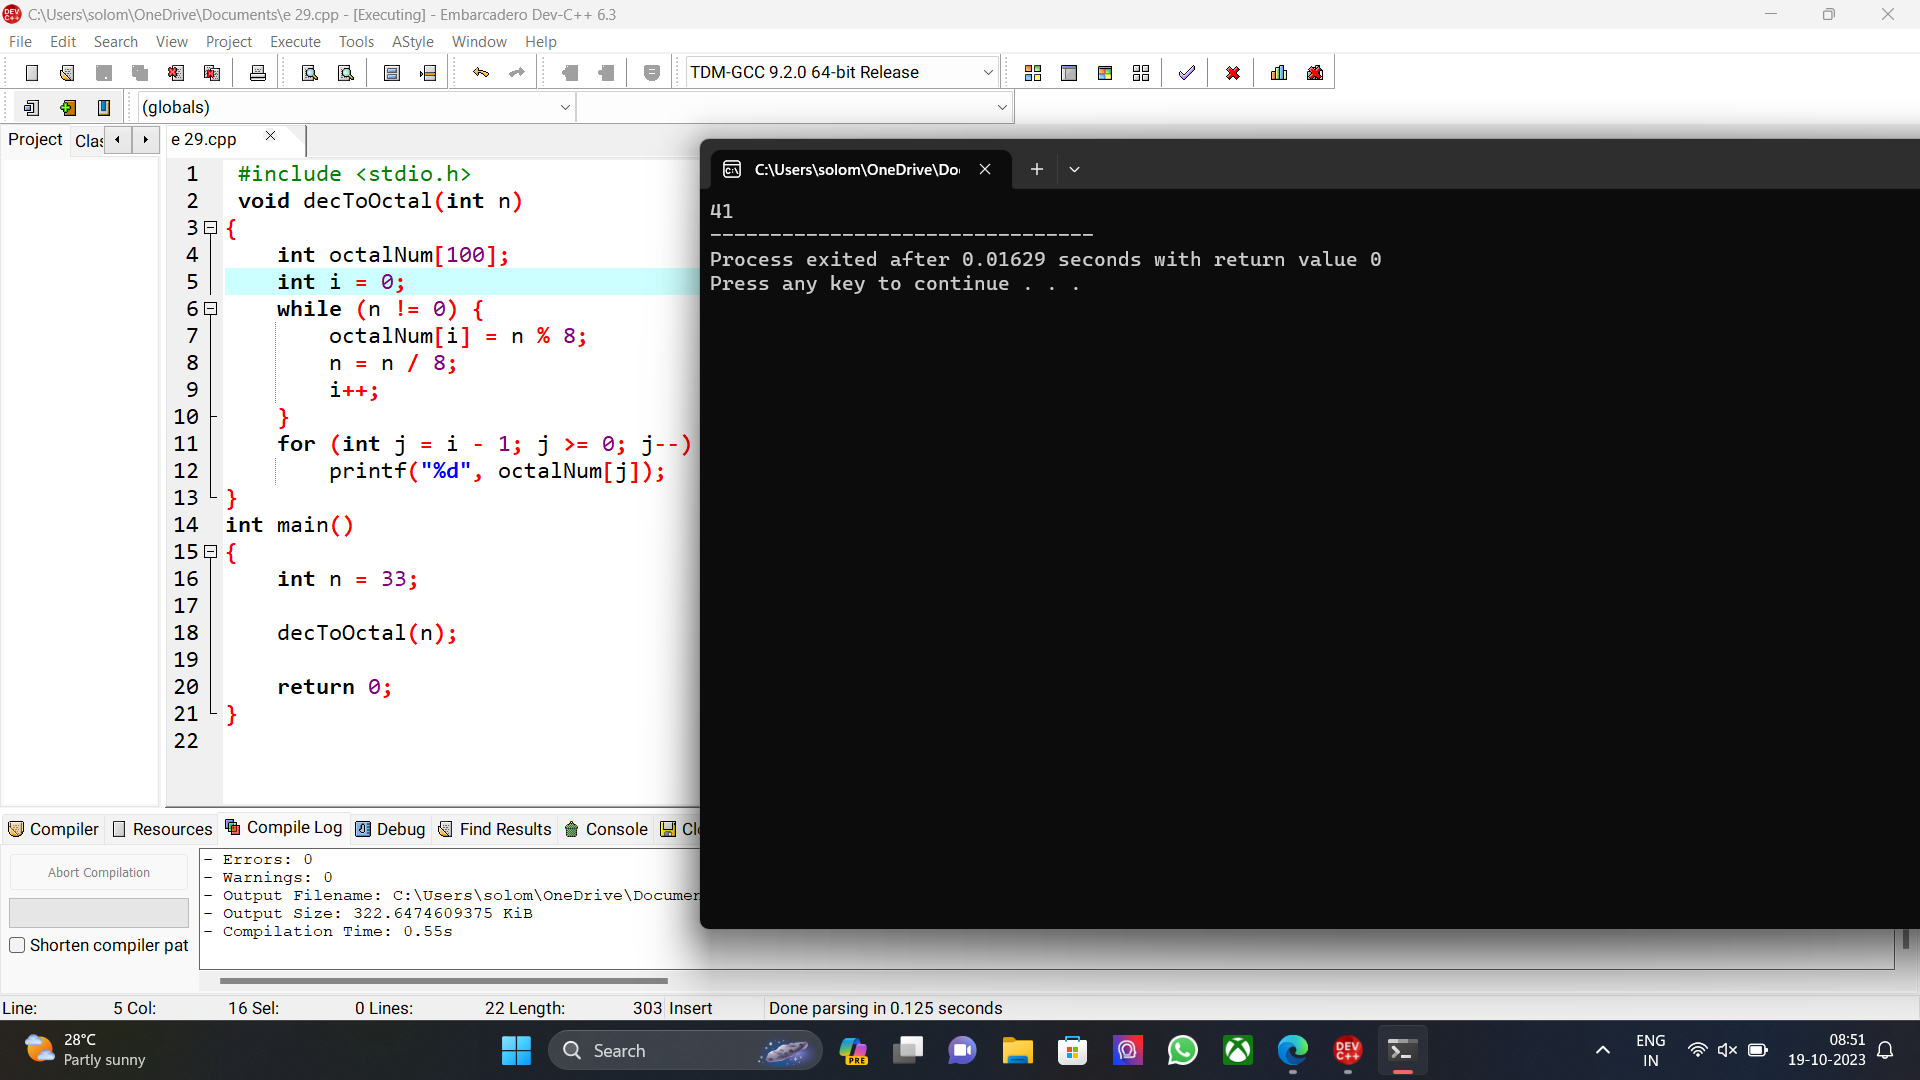 C:\Users\solom\OneDrive\Documents\e 29.cpp - [Executing] - Embarcadero Dev-C++ 6.3
File Edit Search View Project Execute Tools AStyle Window Help
TDM-GCC 9.2.0 64-bit Release
(globals)
Project Clas e 29.cpp
1 #include <stdio.h>
2 void decToOctal(int n)
3 {
4 int octalNum[100];
5 int i = 0;
6 while (n != 0) {
7 octalNum[i] = n % 8;
8 n = n / 8;
9 i++;
10 }
11 for (int j = i - 1; j >= 0; j--)
12 printf("%d", octalNum[j]);
13 }
14 int main()
15 {
16 int n = 33;
17
18 decToOctal(n);
19
20 return 0;
21 }
22
C:\Users\solom\OneDrive\Do
41
--------------------------------
Process exited after 0.01629 seconds with return value 0
Press any key to continue . . .
Compiler Resources Compile Log Debug Find Results Console Cl
Abort Compilation
Shorten compiler pat
- Errors: 0
- Warnings: 0
- Output Filename: C:\Users\solom\OneDrive\Documen
- Output Size: 322.6474609375 KiB
- Compilation Time: 0.55s
Line: 5 Col: 16 Sel: 0 Lines: 22 Length: 303 Insert Done parsing in 0.125 seconds
28°C
Partly sunny
Search
PRE
DEV
C++
ENG
IN
08:51
19-10-2023